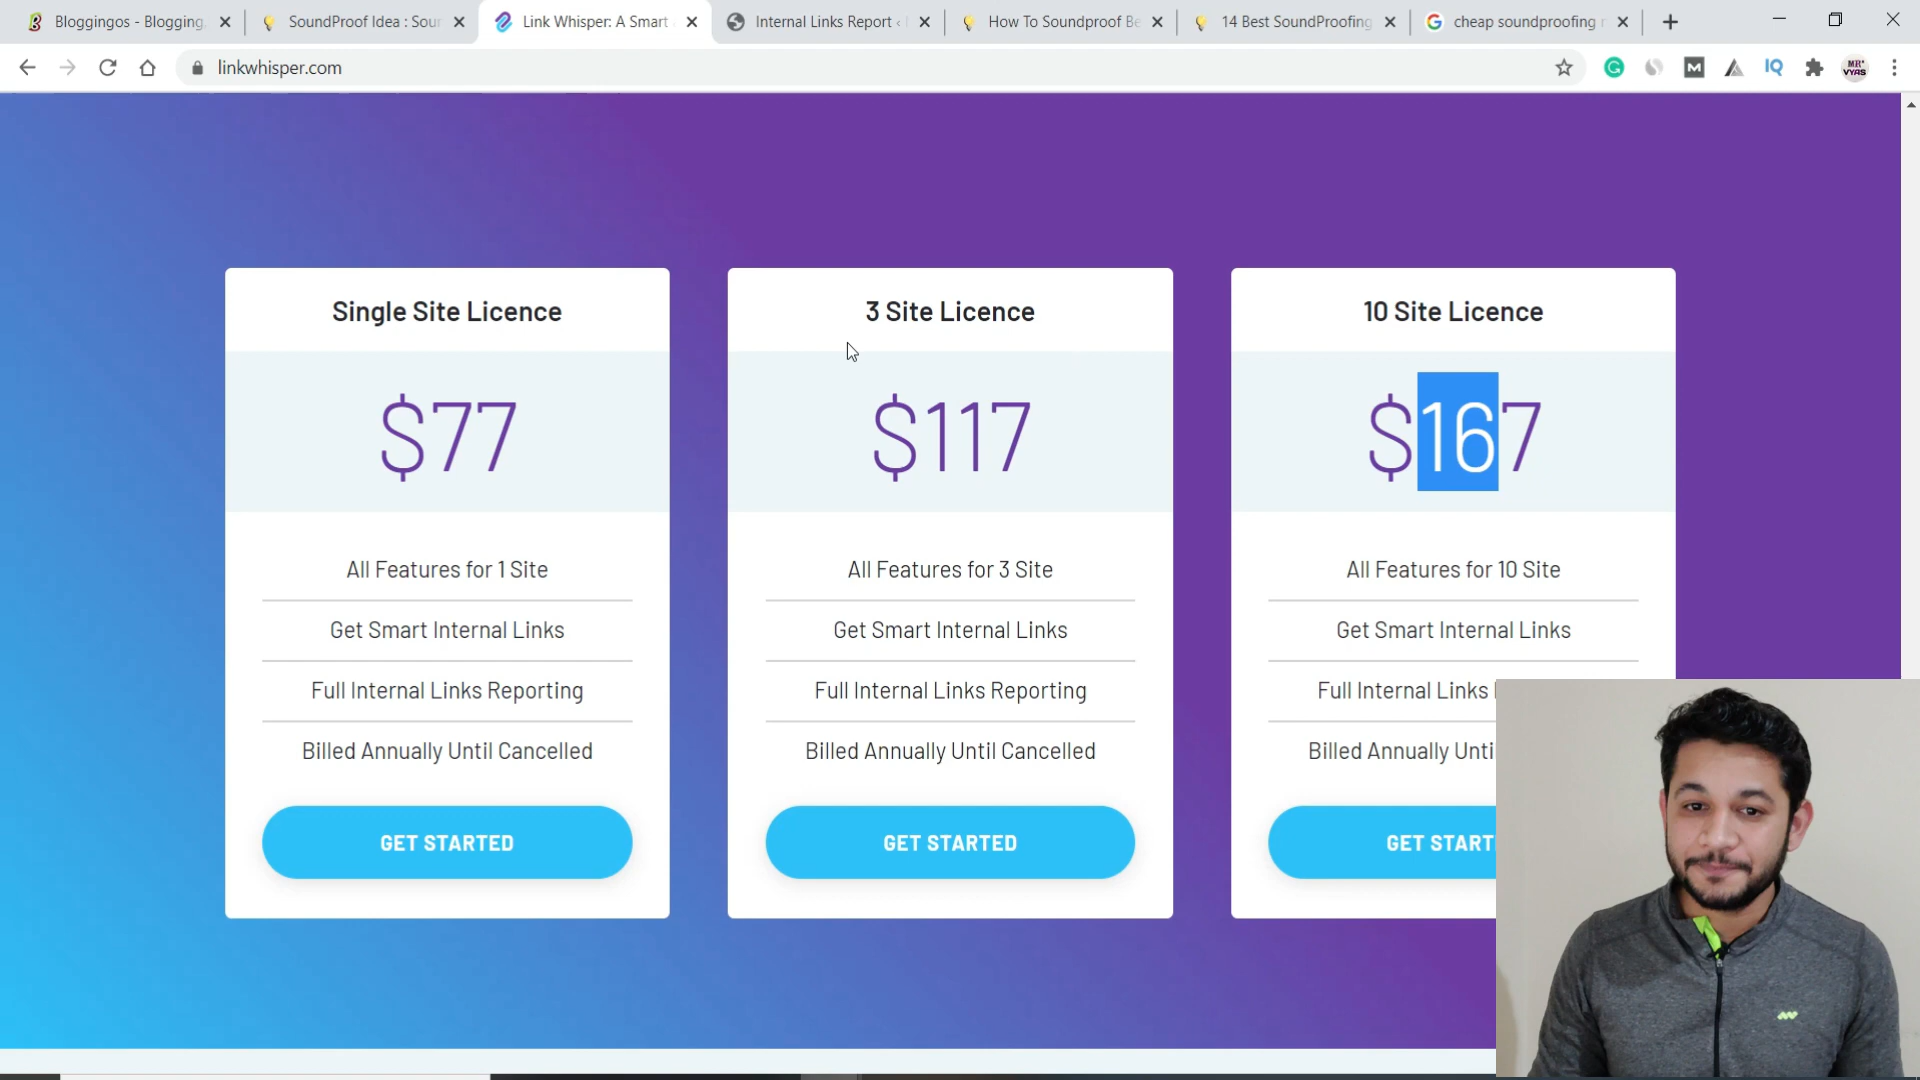 Bloggingos - Blogging
SoundProof Idea : Sour
Link Whisper: A Smart
Internal Links Report ‹
How To Soundproof Be
14 Best SoundProofing
cheap soundproofing
linkwhisper.com
M
IQ
MR
VYAS
Single Site Licence
$77
All Features for 1 Site
Get Smart Internal Links
Full Internal Links Reporting
Billed Annually Until Cancelled
GET STARTED
3 Site Licence
$117
All Features for 3 Site
Get Smart Internal Links
Full Internal Links Reporting
Billed Annually Until Cancelled
GET STARTED
10 Site Licence
$167
All Features for 10 Site
Get Smart Internal Links
Full Internal Links
Billed Annually Unti
GET START